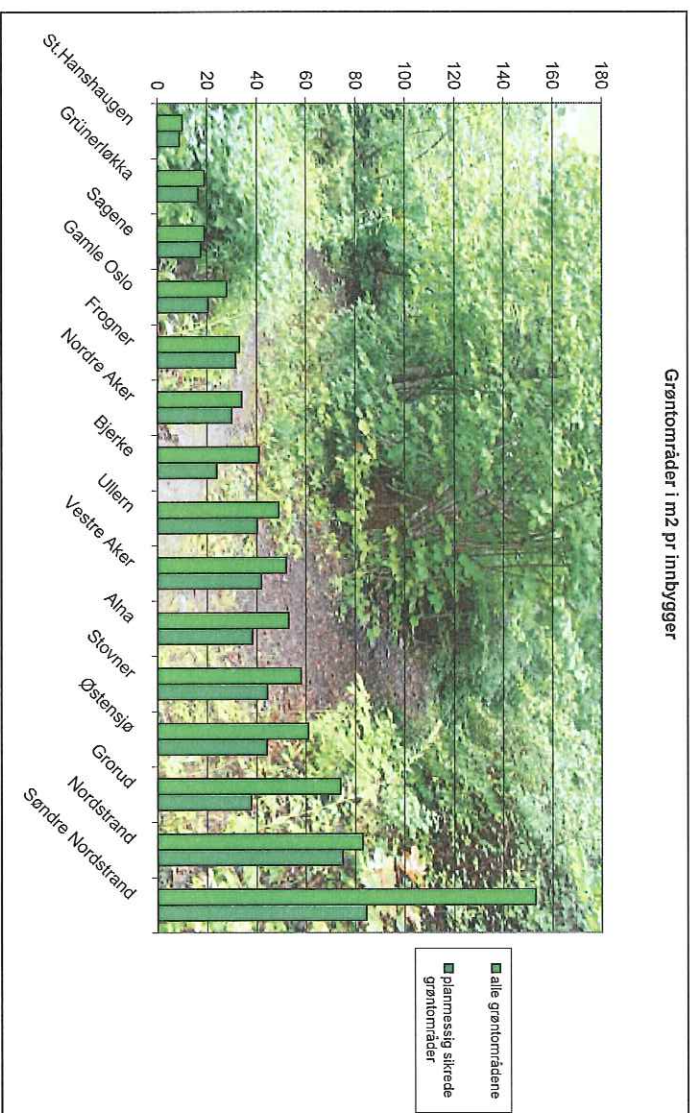 Grøntområder i m2 pr innbygger
180
160
140
120
100
80
60
40
20
0
St.Hanshaugen
Grünerløkka
Sagene
Gamle Oslo
Frogner
Nordre Aker
Bjerke
Ullern
Vestre Aker
Alna
Stovner
Østensjø
Grorud
Nordstrand
Søndre Nordstrand
alle grøntområdene
planmessig sikrede
grøntområder